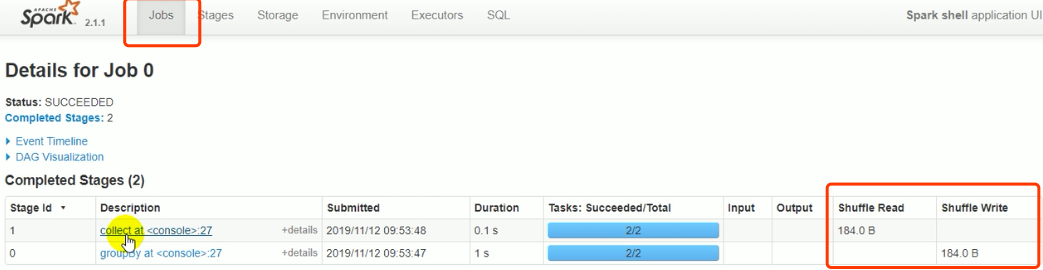 APACHE
Spark 2.1.1 Jobs Stages Storage Environment Executors SQL Spark shell application UI
Details for Job 0
Status: SUCCEEDED
Completed Stages: 2
Event Timeline
DAG Visualization
Completed Stages (2)
Stage Id ▾ Description Submitted Duration Tasks: Succeeded/Total Input Output Shuffle Read Shuffle Write
1 collect at <console>:27 +details 2019/11/12 09:53:48 0.1 s 2/2 184.0 B
0 groupBy at <console>:27 +details 2019/11/12 09:53:47 1 s 2/2 184.0 B